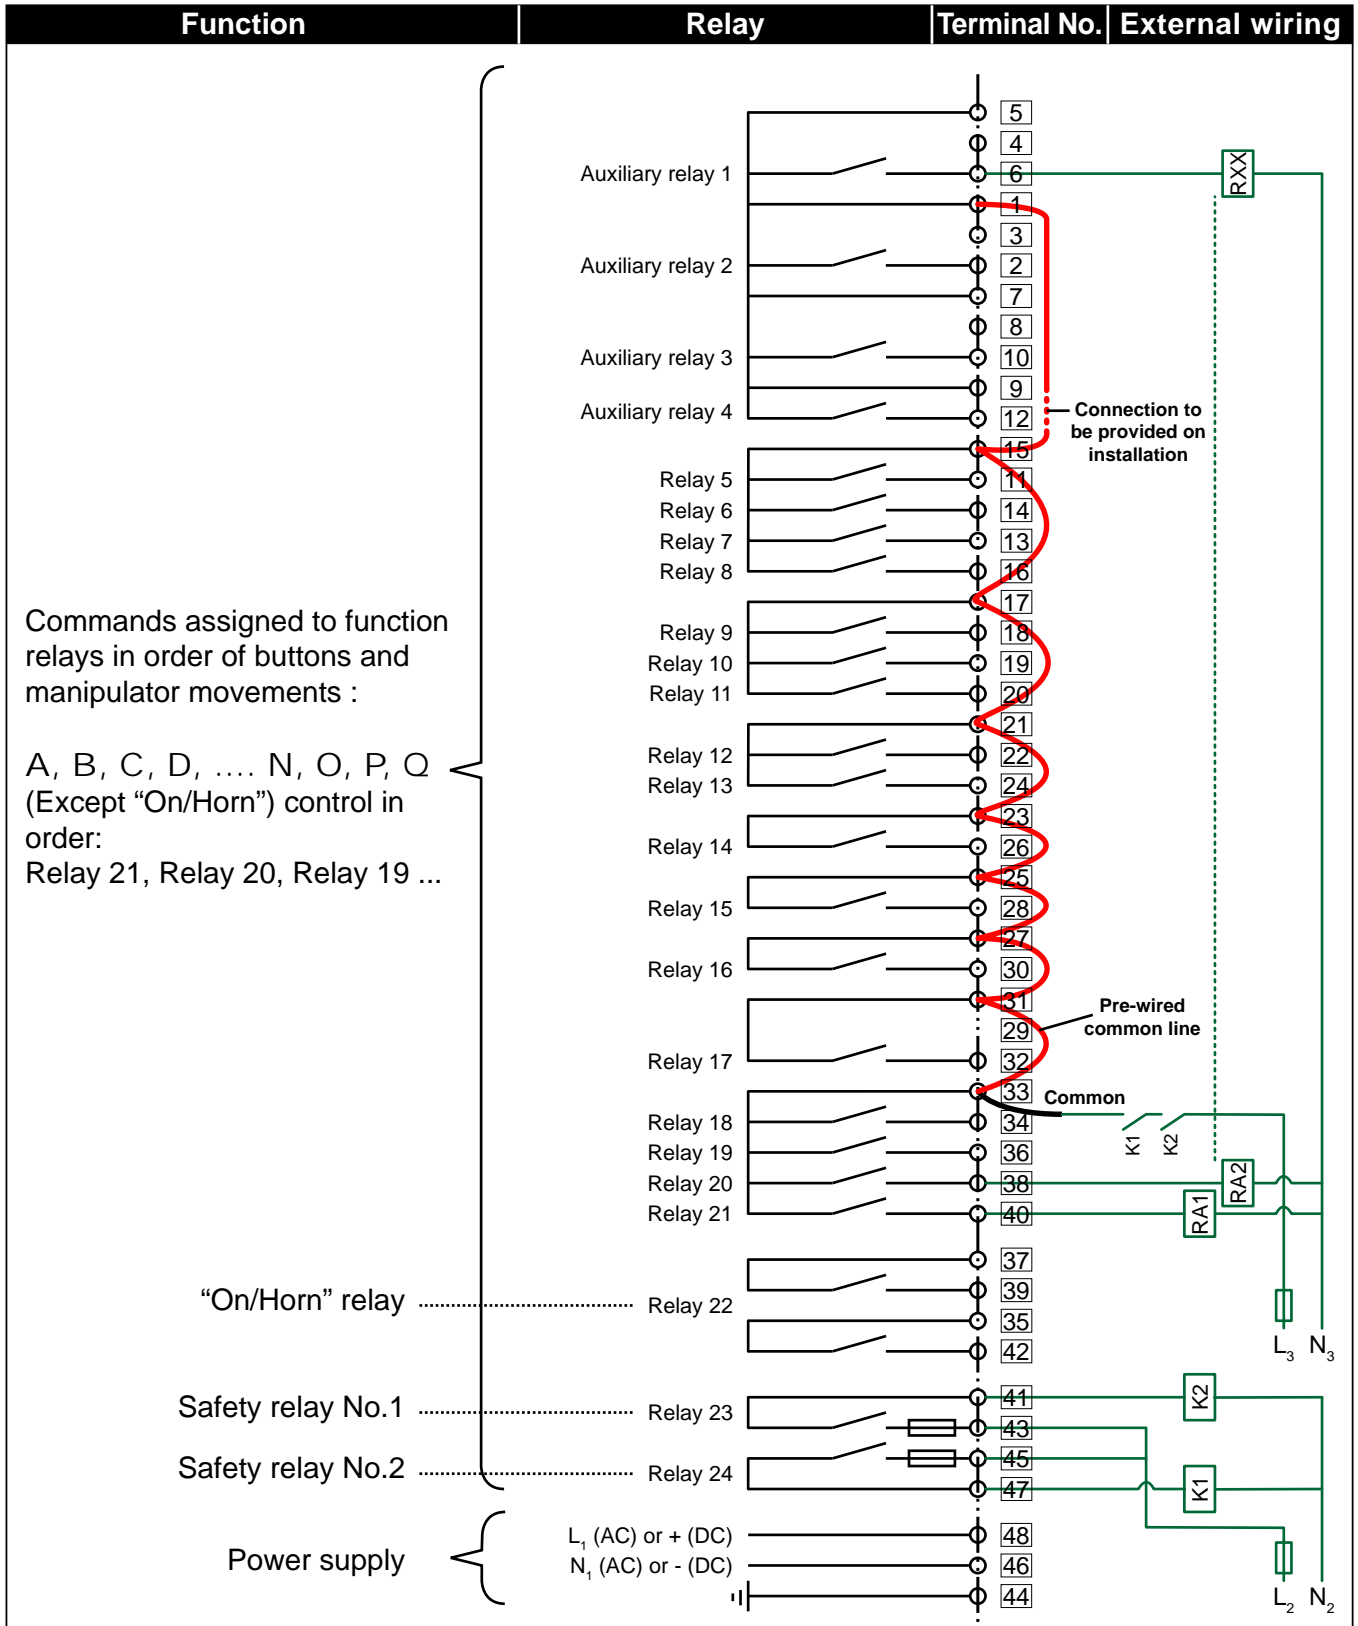 Function Relay Terminal No. External wiring
5
4
Auxiliary relay 1 6 RXX
1
3
Auxiliary relay 2 2
7
8
Auxiliary relay 3 10
9
Auxiliary relay 4 12
Connection to
be provided on
installation
15
Relay 5 11
Relay 6 14
Relay 7 13
Relay 8 16
17
Relay 9 18
Relay 10 19
Relay 11 20
21
Relay 12 22
Relay 13 24
23
Relay 14 26
25
Relay 15 28
27
Relay 16 30
31
29
Pre-wired
common line
Relay 17 32
33 Common
Relay 18 34 K1 K2
Relay 19 36
Relay 20 38 RA2
Relay 21 40 RA1
Commands assigned to function
relays in order of buttons and
manipulator movements :
A, B, C, D, .... N, O, P, Q
(Except “On/Horn”) control in
order:
Relay 21, Relay 20, Relay 19 ...
37
39
“On/Horn” relay Relay 22
35
42
L3 N3
41 K2
Safety relay No.1 Relay 23
43
45
Safety relay No.2 Relay 24
47 K1
L2 N2
Power supply
L1 (AC) or + (DC) 48
N1 (AC) or - (DC) 46
44